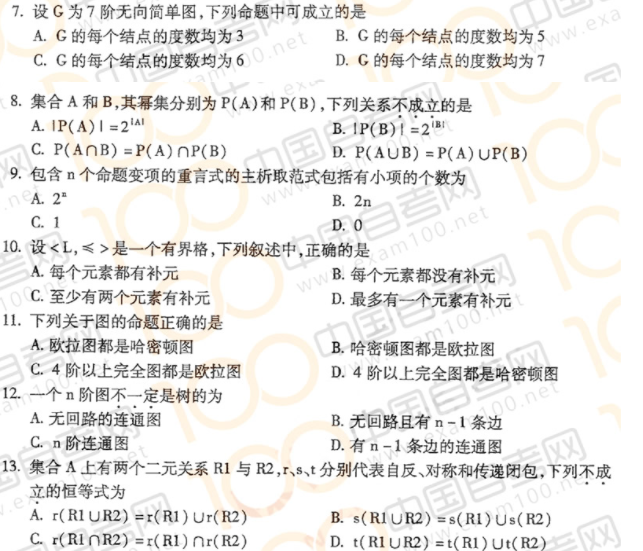 7. 设 G 为 7 阶无向简单图,下列命题中可成立的是
A. G 的每个结点的度数均为 3 B. G 的每个结点的度数均为 5
C. G 的每个结点的度数均为 6 D. G 的每个结点的度数均为 7
8. 集合 A 和 B,其幂集分别为 P(A)和 P(B),下列关系不成立的是
A. |P(A)|=2^|A| B. |P(B)|=2^|B|
C. P(A∩B)=P(A)∩P(B) D. P(A∪B)=P(A)∪P(B)
9. 包含 n 个命题变项的重言式的主析取范式包括有小项的个数为
A. 2ⁿ B. 2n
C. 1 D. 0
10. 设<L,≤>是一个有界格,下列叙述中,正确的是
A. 每个元素都有补元 B. 每个元素都没有补元
C. 至少有两个元素有补元 D. 最多有一个元素有补元
11. 下列关于图的命题正确的是
A. 欧拉图都是哈密顿图 B. 哈密顿图都是欧拉图
C. 4 阶以上完全图都是欧拉图 D. 4 阶以上完全图都是哈密顿图
12. 一个 n 阶图不一定是树的为
A. 无回路的连通图 B. 无回路且有 n-1 条边
C. n 阶连通图 D. 有 n-1 条边的连通图
13. 集合 A 上有两个二元关系 R1 与 R2,r、s、t 分别代表自反、对称和传递闭包,下列不成
立的恒等式为
A. r(R1∪R2)=r(R1)∪r(R2) B. s(R1∪R2)=s(R1)∪s(R2)
C. r(R1∩R2)=r(R1)∩r(R2) D. t(R1∪R2)=t(R1)∪t(R2)